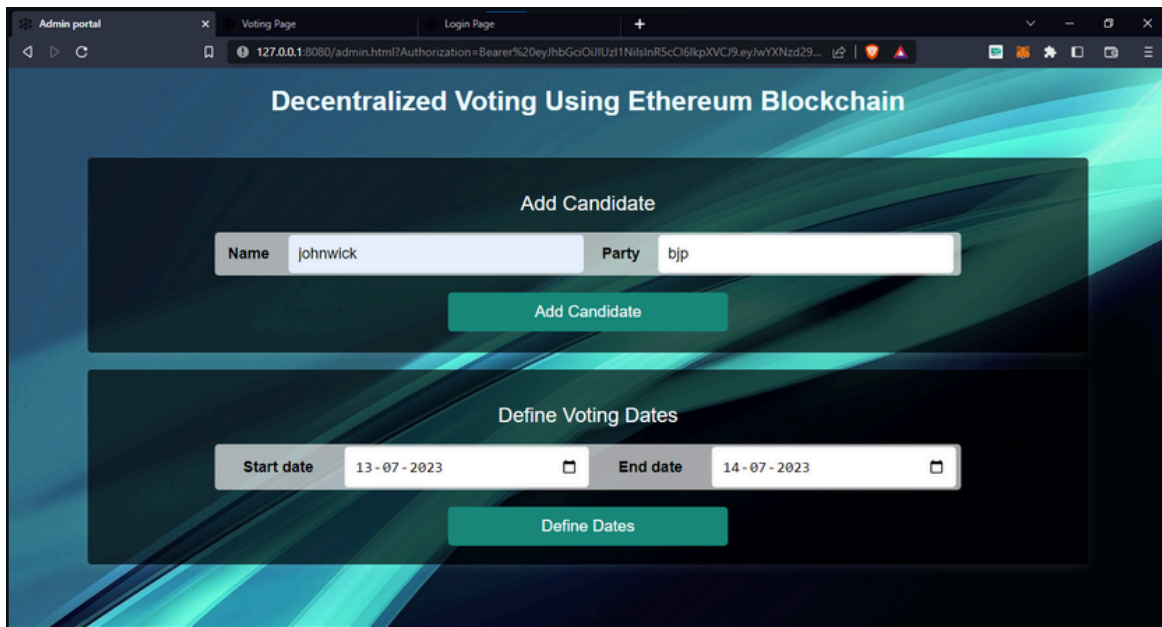 Admin portal
Voting Page
Login Page
127.0.0.1:8080/admin.html?Authorization=Bearer%20eyJhbGciOiJIUzI1NiIsInR5cCI6IkpXVCJ9.eyJwYXNzd29...
Decentralized Voting Using Ethereum Blockchain
Add Candidate
Name johnwick Party bjp
Add Candidate
Define Voting Dates
Start date 13-07-2023 End date 14-07-2023
Define Dates